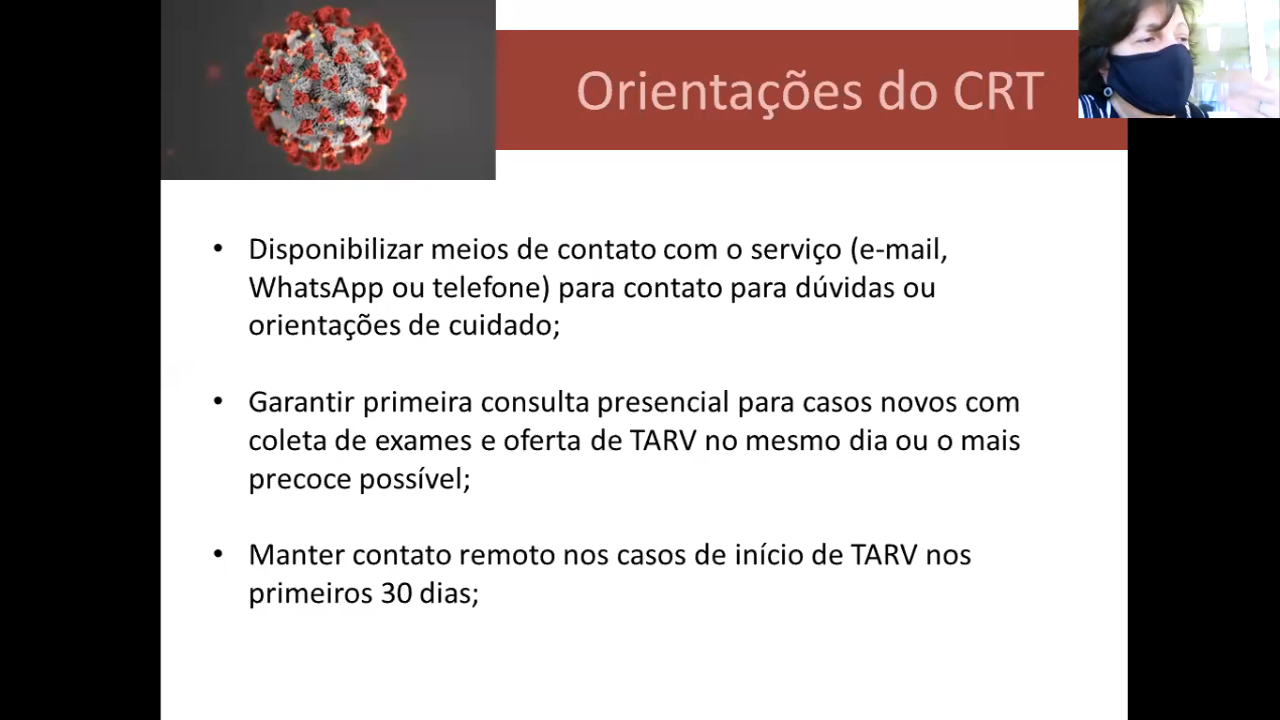 Orientações do CRT
• Disponibilizar meios de contato com o serviço (e-mail,
WhatsApp ou telefone) para contato para dúvidas ou
orientações de cuidado;
• Garantir primeira consulta presencial para casos novos com
coleta de exames e oferta de TARV no mesmo dia ou o mais
precoce possível;
• Manter contato remoto nos casos de início de TARV nos
primeiros 30 dias;